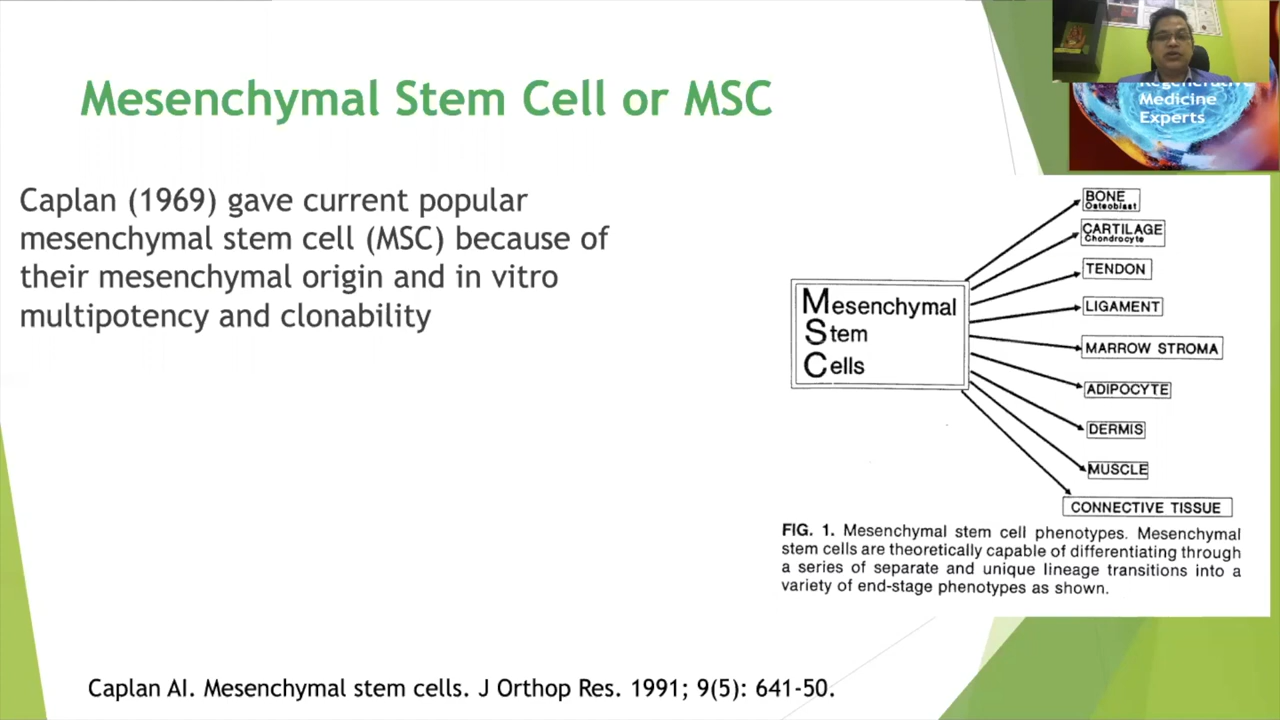 Mesenchymal Stem Cell or MSC
Medicine
Experts
Caplan (1969) gave current popular
mesenchymal stem cell (MSC) because of
their mesenchymal origin and in vitro
multipotency and clonability
Mesenchymal
Stem
Cells
BONE
Osteoblast
CARTILAGE
Chondrocyte
TENDON
LIGAMENT
MARROW STROMA
ADIPOCYTE
DERMIS
MUSCLE
CONNECTIVE TISSUE
FIG. 1. Mesenchymal stem cell phenotypes. Mesenchymal
stem cells are theoretically capable of differentiating through
a series of separate and unique lineage transitions into a
variety of end-stage phenotypes as shown.
Caplan AI. Mesenchymal stem cells. J Orthop Res. 1991; 9(5): 641-50.